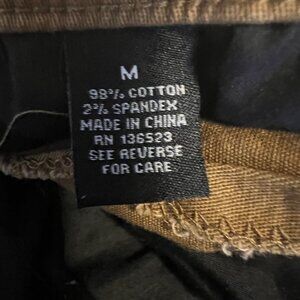 M
98% COTTON
2% SPANDEX
MADE IN CHINA
RN 136523
SEE REVERSE
FOR CARE